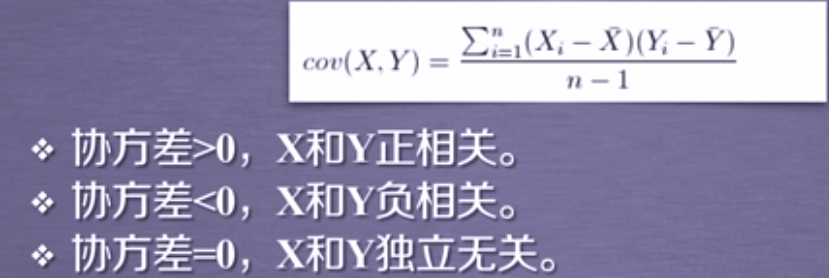 cov(X, Y) = \frac{\sum_{i=1}^{n}(X_i - \bar{X})(Y_i - \bar{Y})}{n - 1}
❖ 协方差>0，X和Y正相关。
❖ 协方差<0，X和Y负相关。
❖ 协方差=0，X和Y独立无关。